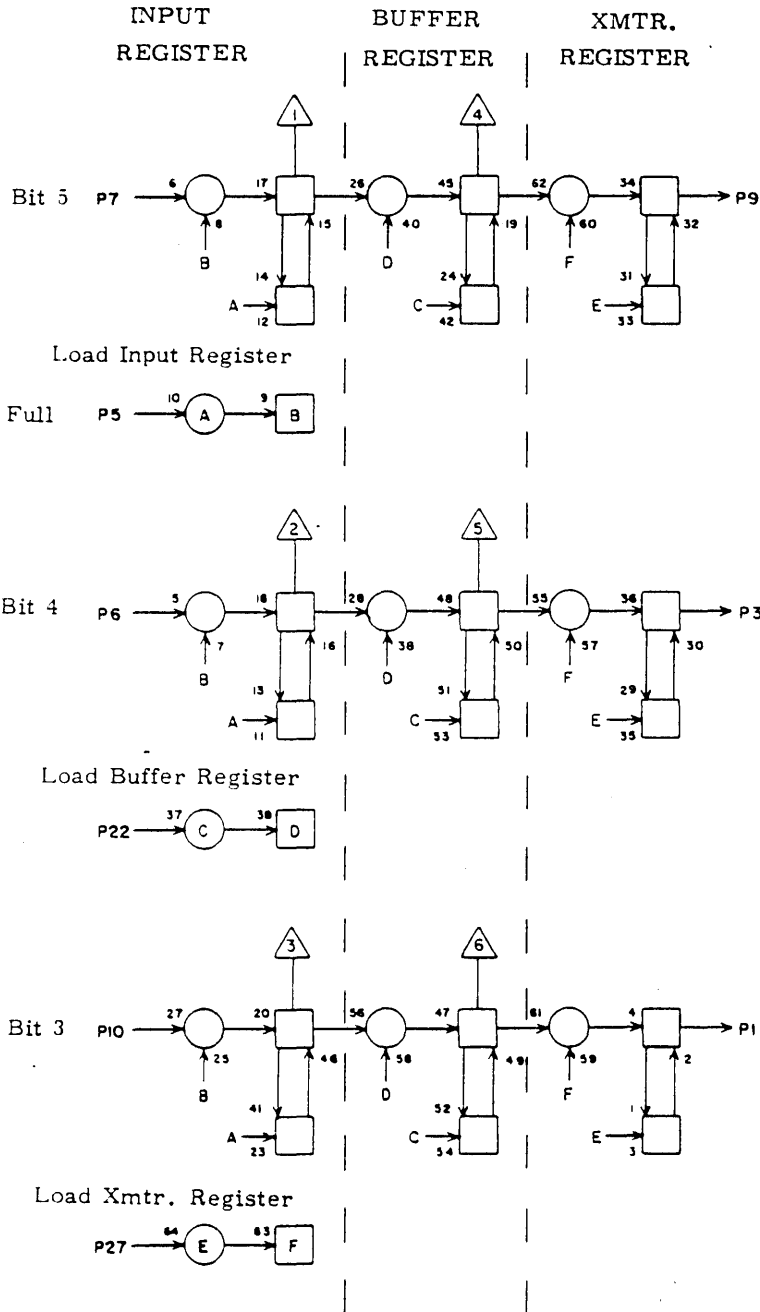 INPUT REGISTER
BUFFER REGISTER
XMTR. REGISTER
1
4
Bit 5 P7 6 17 26 45 62 34 P9
8 15 40 19 60 32
B D F
14 24 31
A C E
12 42 33
Load Input Register
Full P5 10 A 9 B
2
5
Bit 4 P6 5 18 28 48 55 36 P3
7 16 38 50 57 30
B D F
13 51 29
A C E
11 53 35
Load Buffer Register
P22 37 C 38 D
3
6
Bit 3 P10 27 20 56 47 61 4 P1
25 46 58 49 59 2
B D F
41 52 1
A C E
23 54 3
Load Xmtr. Register
P27 64 E 63 F